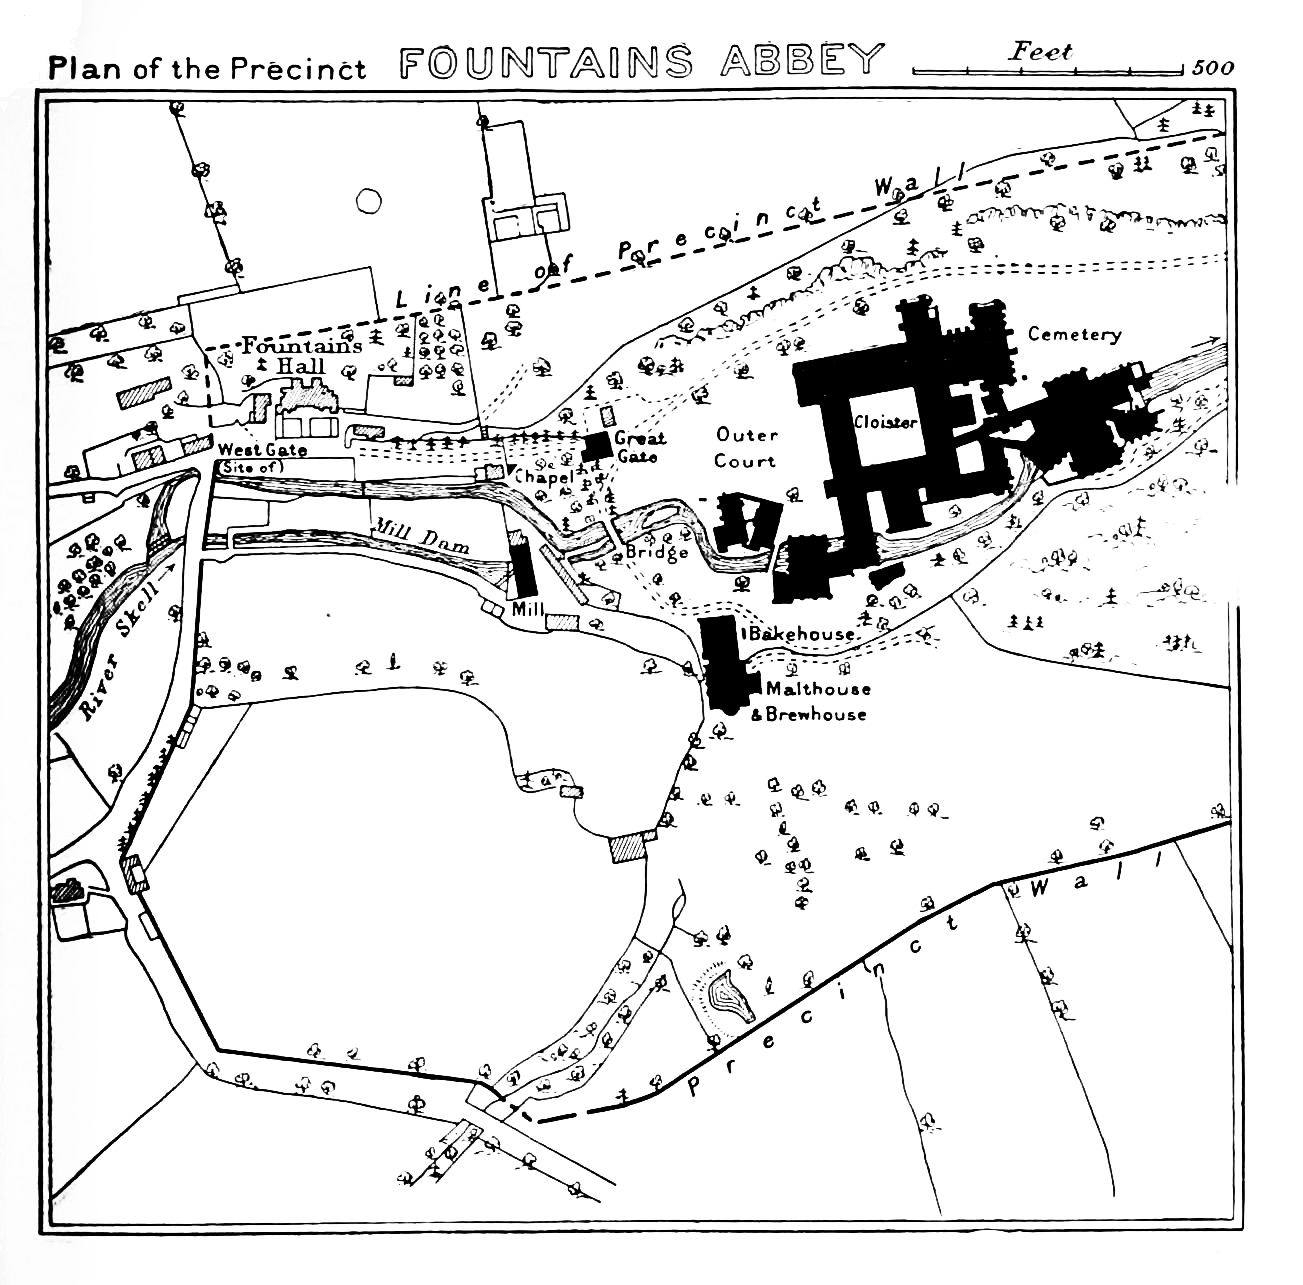 Plan of the Precinct FOUNTAINS ABBEY
Feet
500
Line of Precinct Wall
Fountains
Hall
Cemetery
West Gate
(Site of)
Great
Gate
Outer
Court
Cloister
Chapel
Mill Dam
Bridge
Mill
River Skell
Bakehouse
Malthouse
& Brewhouse
Precinct Wall